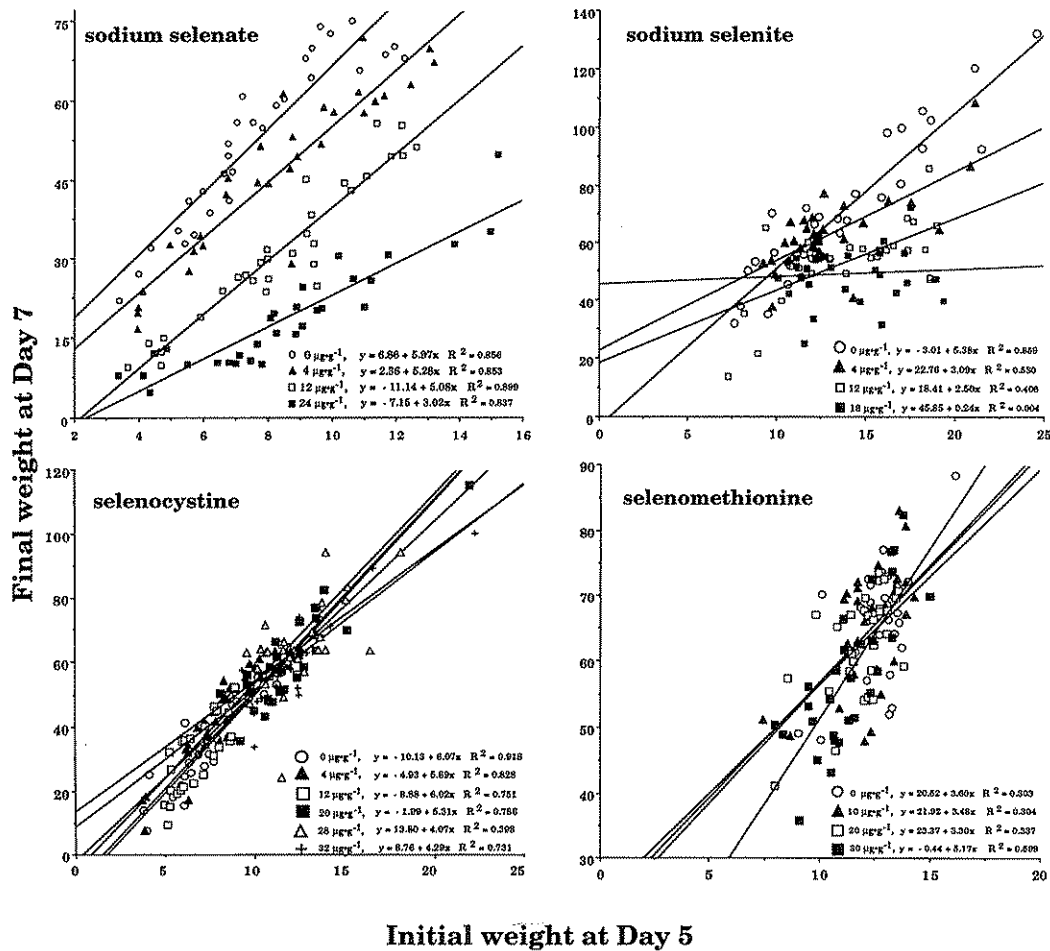 Final weight at Day 7
sodium selenate
75
60
45
30
15
0
2 4 6 8 10 12 14 16
0 µg·g-1, y = 6.86 + 5.97x R2 = 0.856
4 µg·g-1, y = 2.36 + 5.28x R2 = 0.853
12 µg·g-1, y = - 11.14 + 5.08x R2 = 0.899
24 µg·g-1, y = - 7.15 + 3.02x R2 = 0.837
sodium selenite
140
120
100
80
60
40
20
0
0 5 10 15 20 25
0 µg·g-1, y = - 3.01 + 5.38x R2 = 0.859
4 µg·g-1, y = 22.76 + 3.09x R2 = 0.530
12 µg·g-1, y = 18.41 + 2.50x R2 = 0.406
18 µg·g-1, y = 45.85 + 0.24x R2 = 0.004
selenocystine
120
100
80
60
40
20
0
0 5 10 15 20 25
0 µg·g-1, y = - 10.13 + 6.07x R2 = 0.918
4 µg·g-1, y = - 4.93 + 5.69x R2 = 0.828
12 µg·g-1, y = - 8.88 + 6.02x R2 = 0.751
20 µg·g-1, y = - 1.99 + 5.31x R2 =
28 µg·g-1, y = + 4.07x R2 = 0.398
32 µg·g-1, y = 8.76 + 4.29x R2 = 0.731
selenomethionine
90
80
70
60
50
40
30
0 5 10 15 20
0 µg·g-1, y = 20.52 + 3.60x R2 =
10 µg·g-1, y = 21.92 + 3.48x R2 = 0.304
20 µg·g-1, y = 23.37 + 3.30x R2 = 0.337
30 µg·g-1, y = - 0.44 + 5.17x R2 =
Initial weight at Day 5